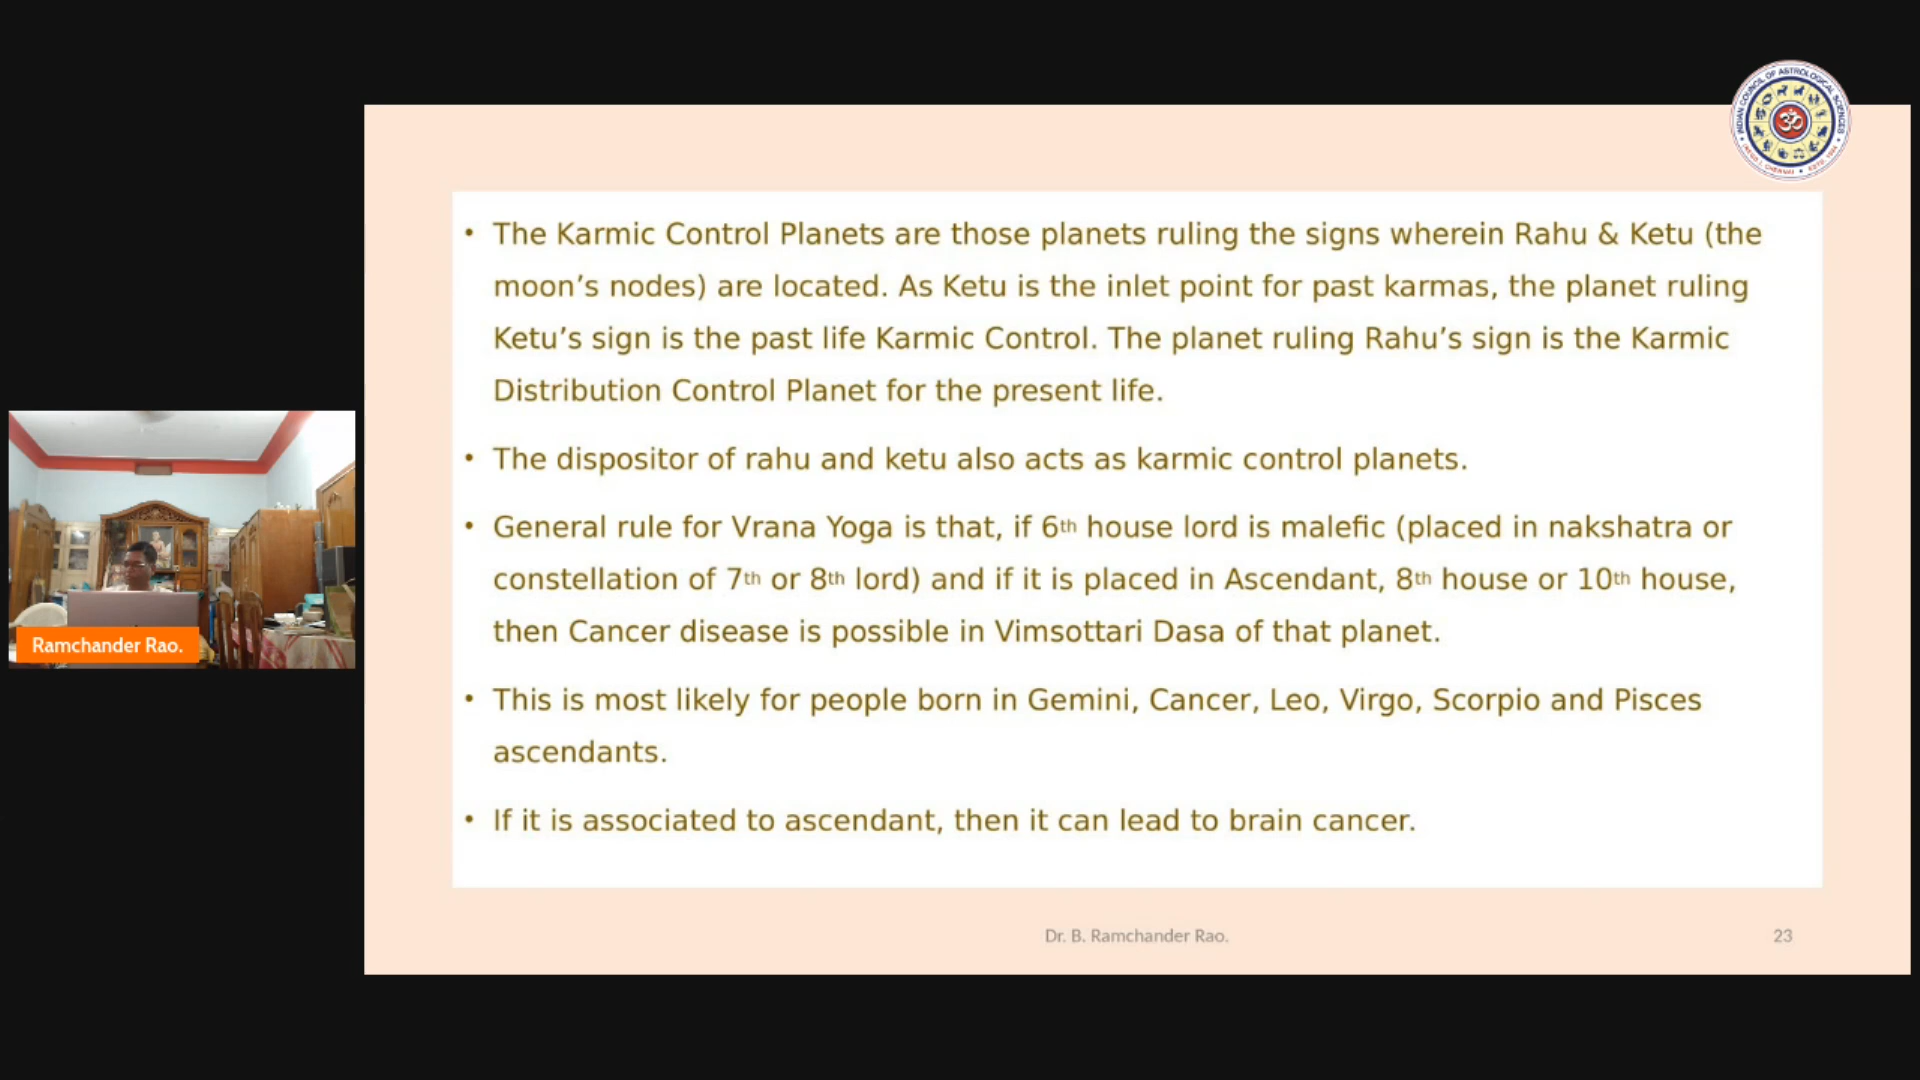 INDIAN COUNCIL OF ASTROLOGICAL SCIENCES
ॐ
• The Karmic Control Planets are those planets ruling the signs wherein Rahu & Ketu (the
moon’s nodes) are located. As Ketu is the inlet point for past karmas, the planet ruling
Ketu’s sign is the past life Karmic Control. The planet ruling Rahu’s sign is the Karmic
Distribution Control Planet for the present life.
• The dispositor of rahu and ketu also acts as karmic control planets.
• General rule for Vrana Yoga is that, if 6th house lord is malefic (placed in nakshatra or
constellation of 7th or 8th lord) and if it is placed in Ascendant, 8th house or 10th house,
then Cancer disease is possible in Vimsottari Dasa of that planet.
• This is most likely for people born in Gemini, Cancer, Leo, Virgo, Scorpio and Pisces
ascendants.
• If it is associated to ascendant, then it can lead to brain cancer.
Ramchander Rao.
Dr. B. Ramchander Rao.
23